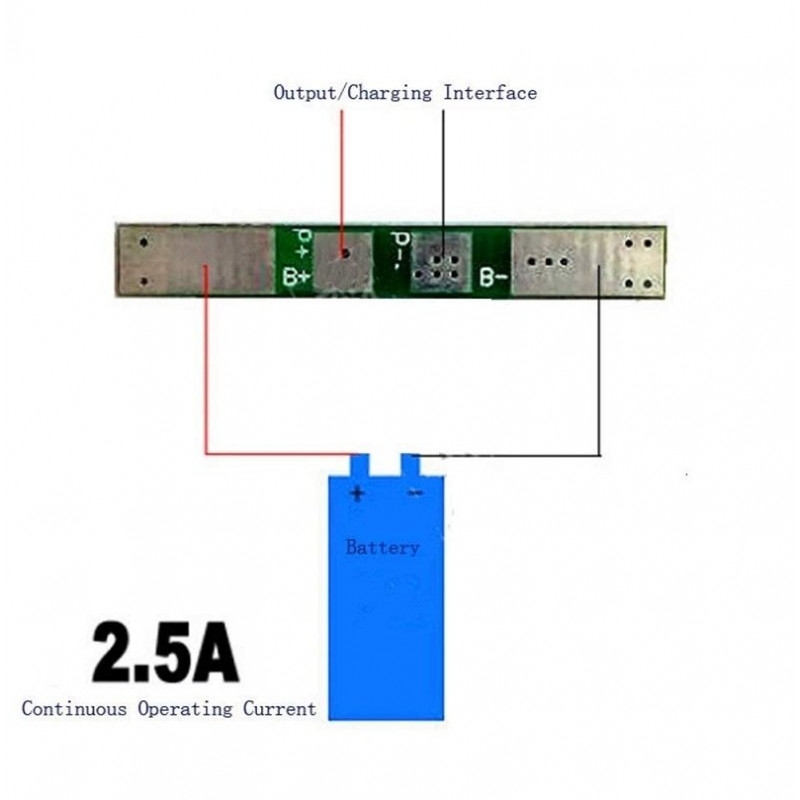 Output/Charging Interface
P+
P-
B+
B-
+ -
Battery
2.5A
Continuous Operating Current